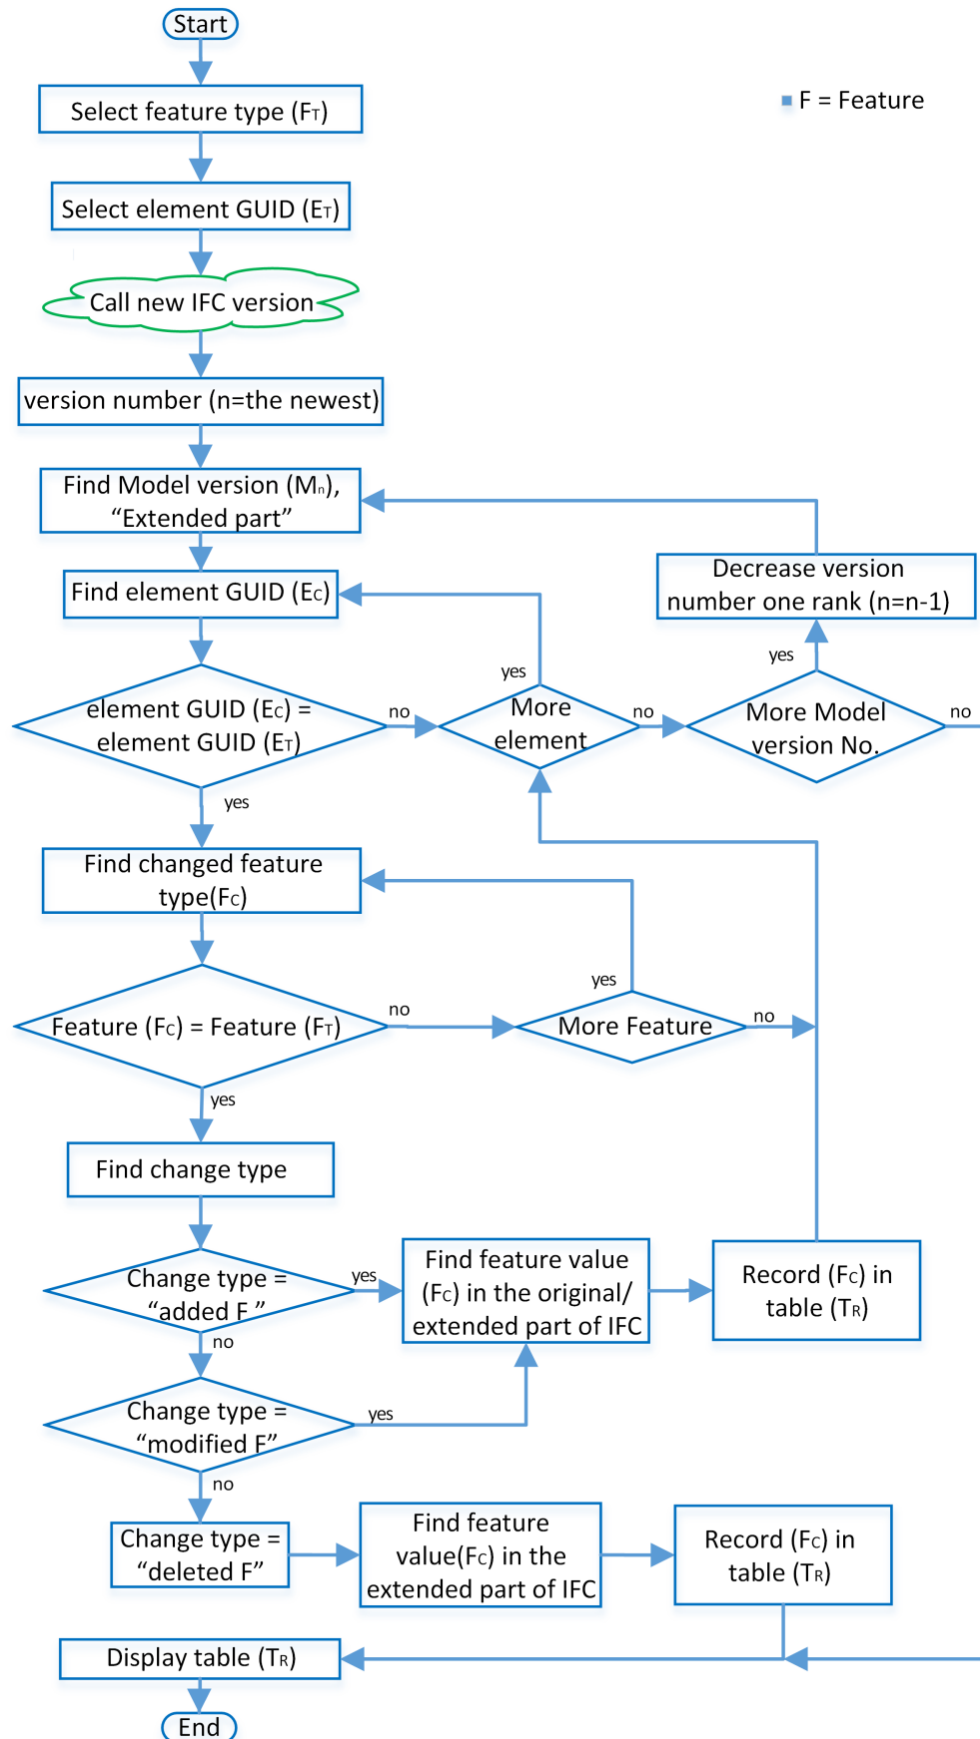 Start
Select feature type (FT)
F = Feature
Select element GUID (ET)
Call new IFC version
version number (n=the newest)
Find Model version (Mn),
“Extended part”
Find element GUID (EC)
Decrease version
number one rank (n=n-1)
yes
yes
element GUID (EC) =
element GUID (ET)
no
More
element
no
More Model
version No.
no
yes
Find changed feature
type(FC)
yes
Feature (FC) = Feature (FT)
no
More Feature
no
yes
Find change type
Change type =
“added F ”
yes
Find feature value
(FC) in the original/
extended part of IFC
Record (FC) in
table (TR)
no
Change type =
“modified F”
yes
no
Change type =
“deleted F”
Find feature
value(FC) in the
extended part of IFC
Record (FC) in
table (TR)
Display table (TR)
End